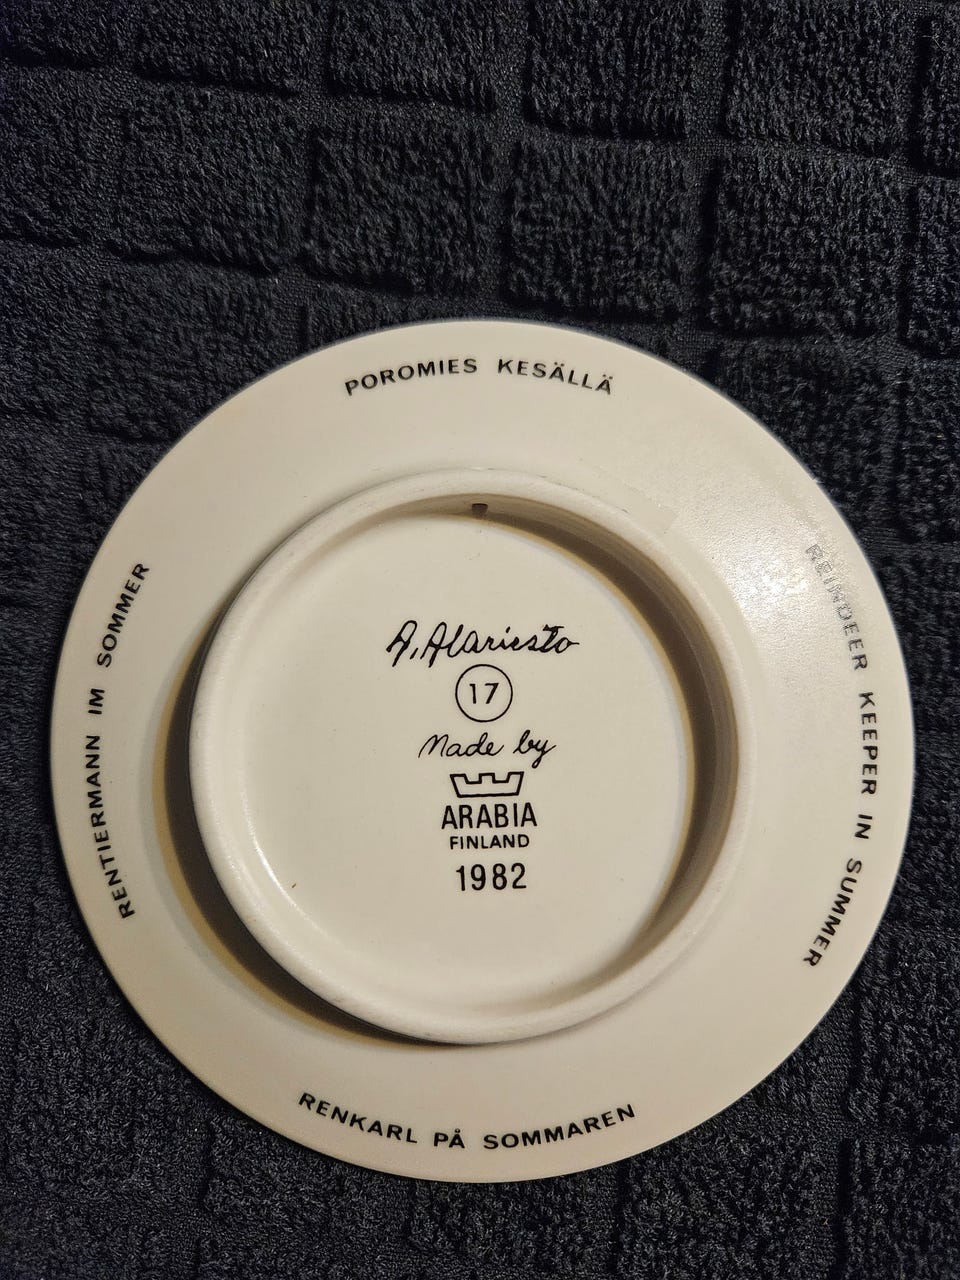 POROMIES KESÄLLÄ
REINDEER KEEPER IN SUMMER
RENKARL PÅ SOMMAREN
RENTIERMANN IM SOMMER
A. Alariesto
17
Made by
ARABIA
FINLAND
1982